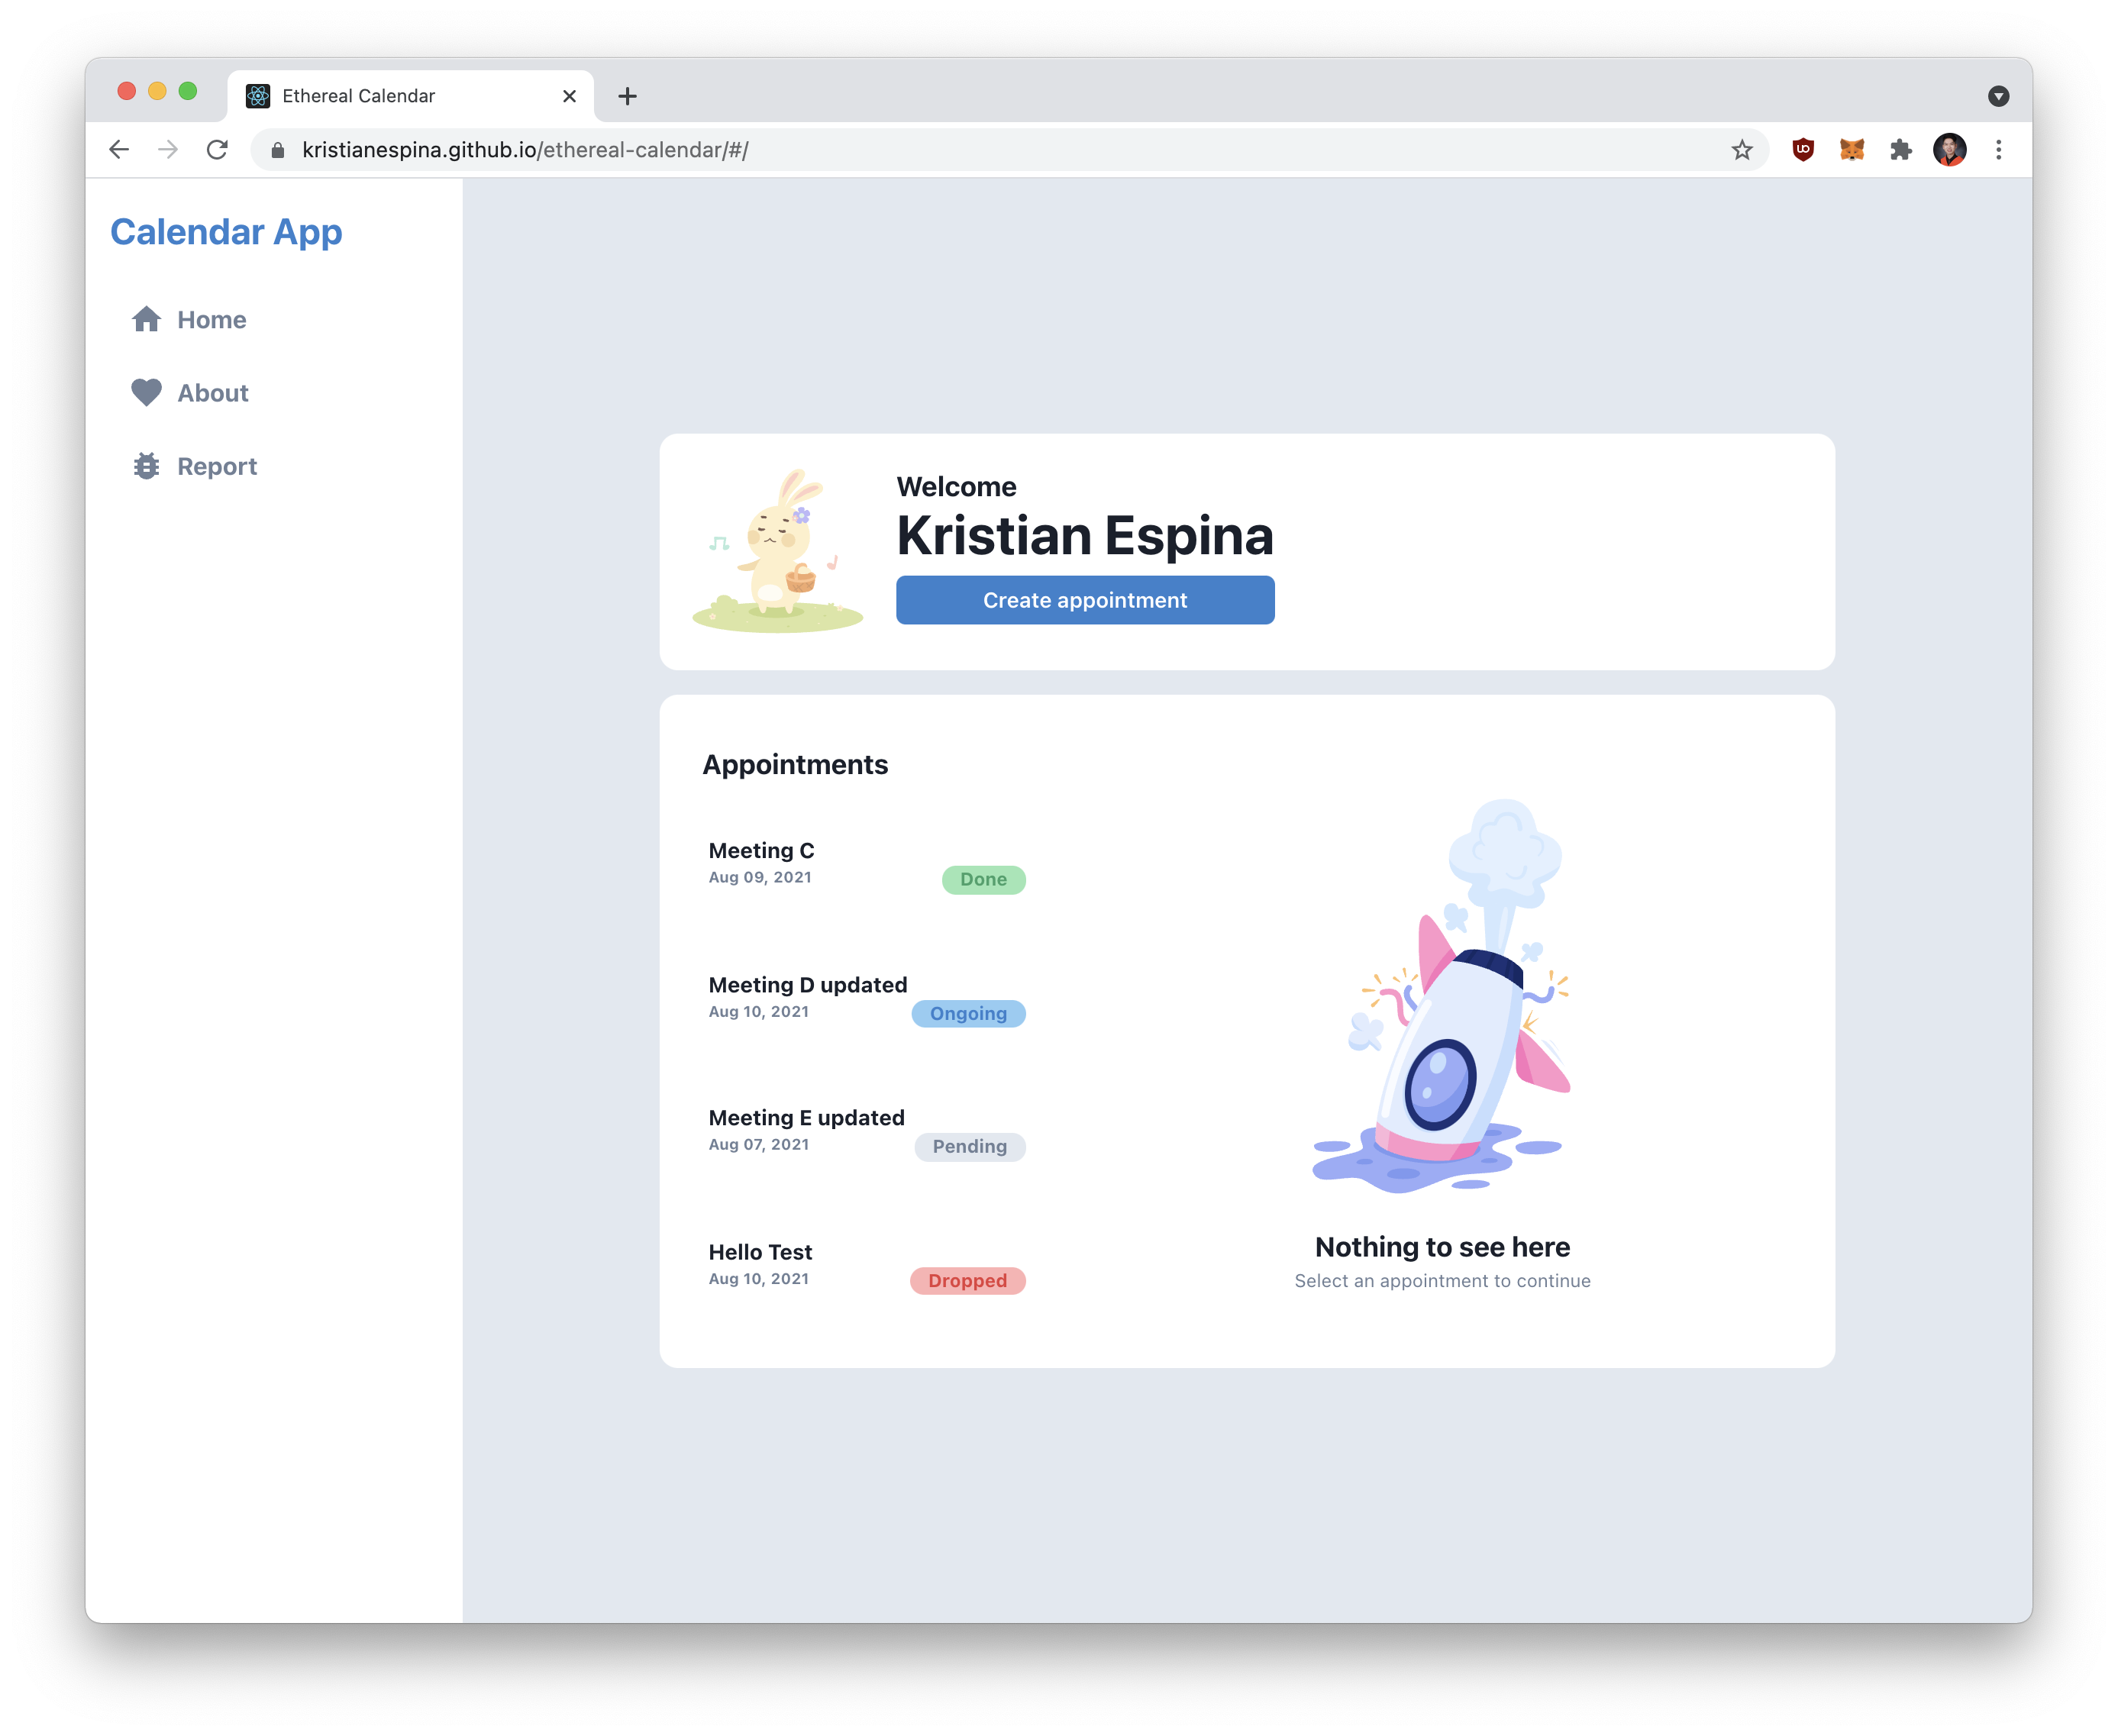 Ethereal Calendar
kristianespina.github.io/ethereal-calendar/#/
Calendar App
Home
About
Report
Welcome
Kristian Espina
Create appointment
Appointments
Meeting C
Aug 09, 2021
Done
Meeting D updated
Aug 10, 2021
Ongoing
Meeting E updated
Aug 07, 2021
Pending
Hello Test
Aug 10, 2021
Dropped
Nothing to see here
Select an appointment to continue